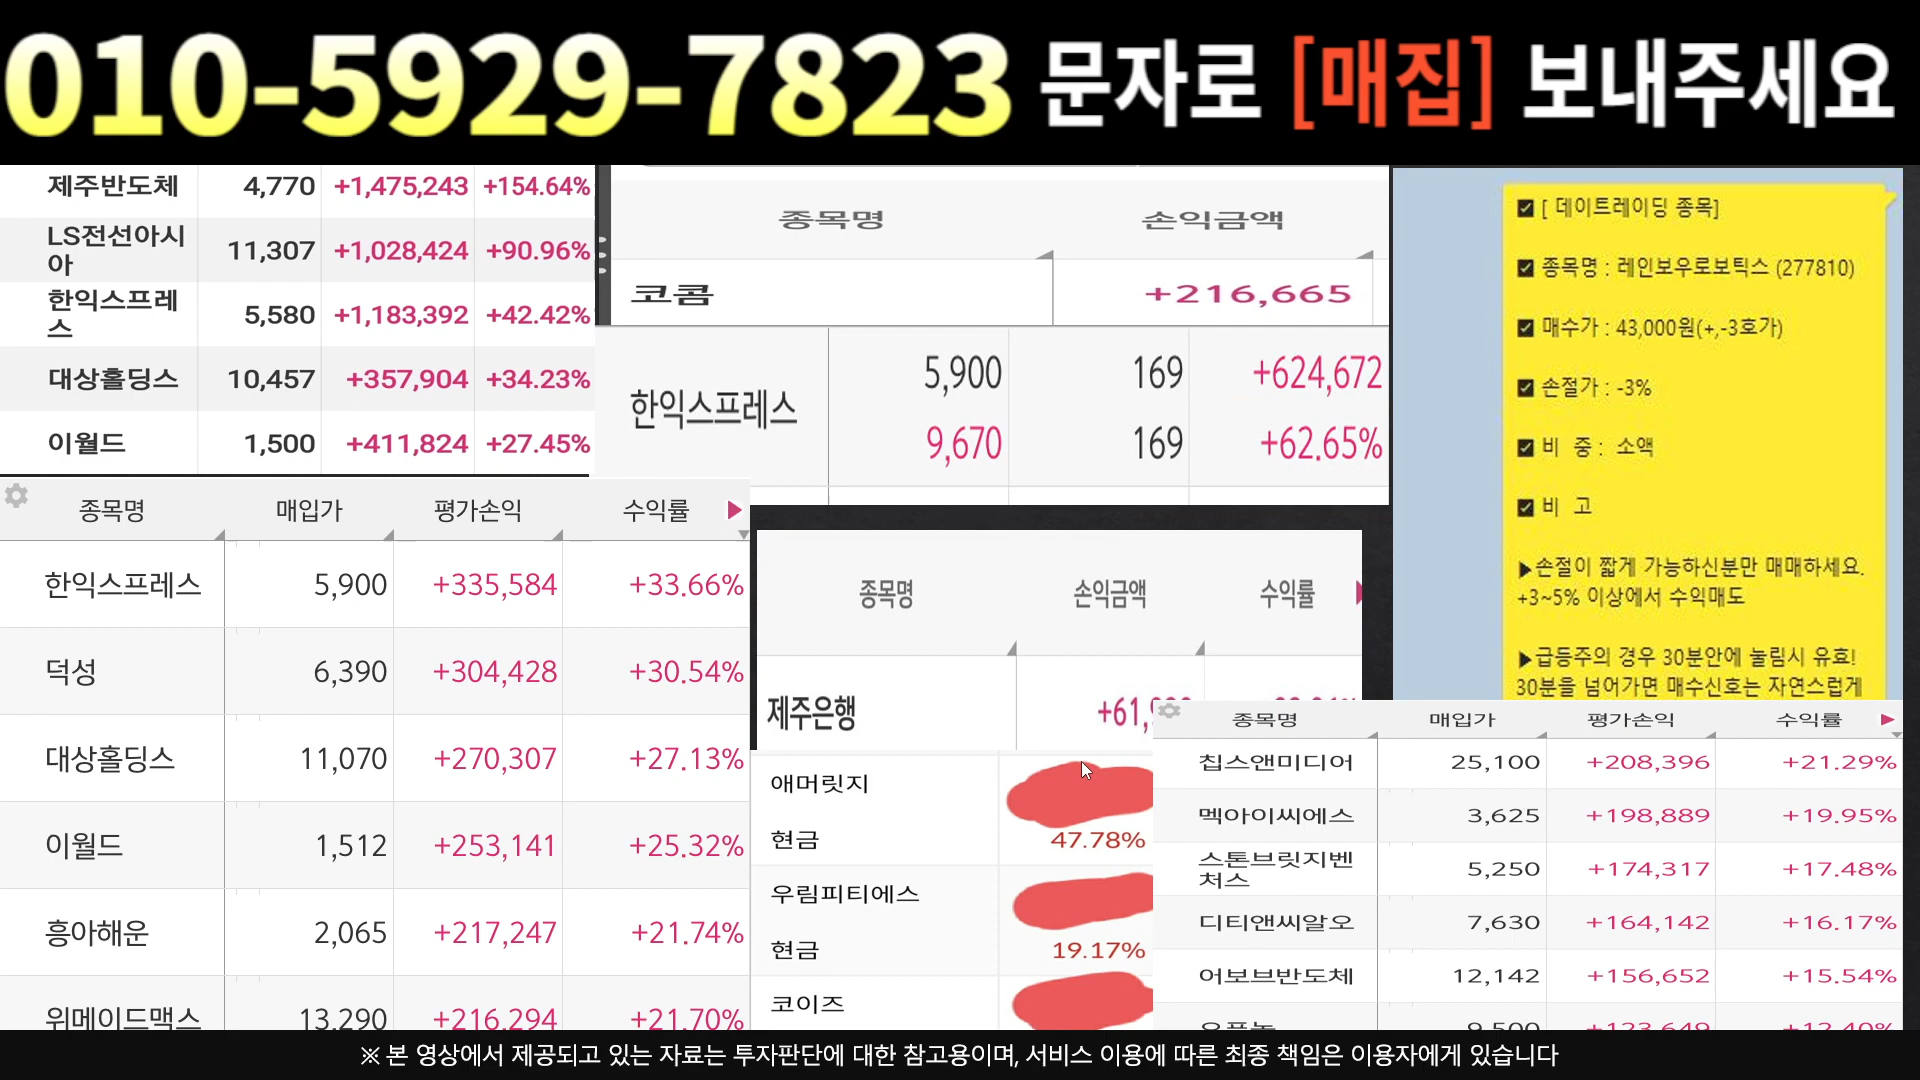 010-5929-7823 문자로 [매집] 보내주세요
제주반도체 4,770 +1,475,243 +154.64%
LS전선아시아 11,307 +1,028,424 +90.96%
한익스프레스 5,580 +1,183,392 +42.42%
대상홀딩스 10,457 +357,904 +34.23%
이월드 1,500 +411,824 +27.45%
종목명 손익금액
코콤 +216,665
한익스프레스 5,900 169 +624,672
9,670 169 +62.65%
☑ [ 데이트레이딩 종목]
☑ 종목명 : 레인보우로보틱스 (277810)
☑ 매수가 : 43,000원(+,-3호가)
☑ 손절가 : -3%
☑ 비 중 : 소액
☑ 비 고
▶손절이 짧게 가능하신분만 매매하세요.
+3~5% 이상에서 수익매도
▶급등주의 경우 30분안에 눌림시 유효!
30분을 넘어가면 매수신호는 자연스럽게
종목명 매입가 평가손익 수익률
한익스프레스 5,900 +335,584 +33.66%
덕성 6,390 +304,428 +30.54%
대상홀딩스 11,070 +270,307 +27.13%
이월드 1,512 +253,141 +25.32%
흥아해운 2,065 +217,247 +21.74%
위메이드맥스 13,290 +216,294 +21.70%
종목명 손익금액 수익률
제주은행
애머릿지
현금 47.78%
우림피티에스
현금 19.17%
코이즈
종목명 매입가 평가손익 수익률
칩스앤미디어 25,100 +208,396 +21.29%
멕아이씨에스 3,625 +198,889 +19.95%
스톤브릿지벤처스 5,250 +174,317 +17.48%
디티앤씨알오 7,630 +164,142 +16.17%
어보브반도체 12,142 +156,652 +15.54%
※ 본 영상에서 제공되고 있는 자료는 투자판단에 대한 참고용이며, 서비스 이용에 따른 최종 책임은 이용자에게 있습니다